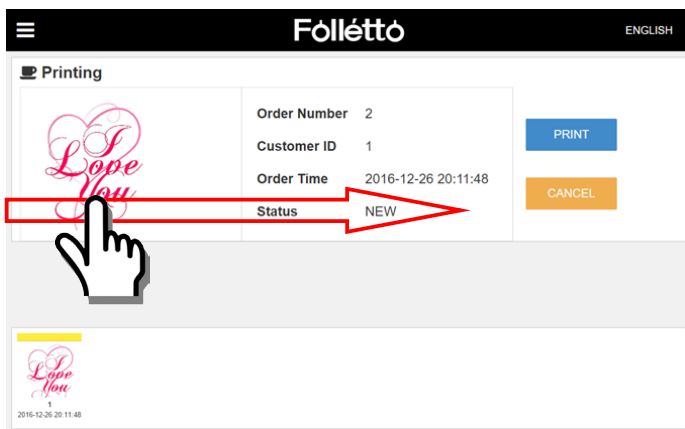 Folléttó
ENGLISH
Printing
I
Love
You
Order Number 2
Customer ID 1
Order Time 2016-12-26 20:11:48
Status NEW
PRINT
CANCEL
I
Love
You
1
2016-12-26 20:11:48